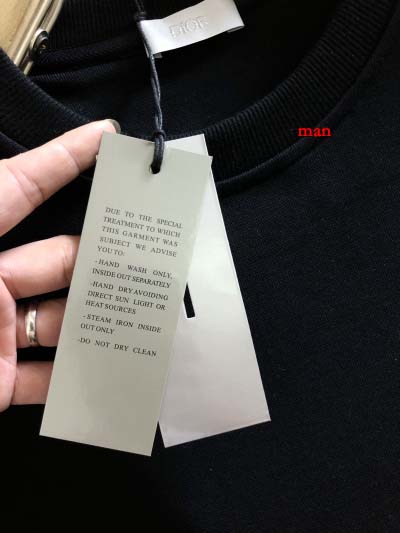 DIOR
man
DUE TO THE SPECIAL
TREATMENT TO WHICH
THIS GARMENT WAS
SUBJECT WE ADVISE
YOU TO:
-HAND WASH ONLY,
INSIDE OUT SEPARATELY
-HAND DRY AVOIDING
DIRECT SUN LIGHT OR
HEAT SOURCES
-STEAM IRON INSIDE
OUT ONLY
-DO NOT DRY CLEAN